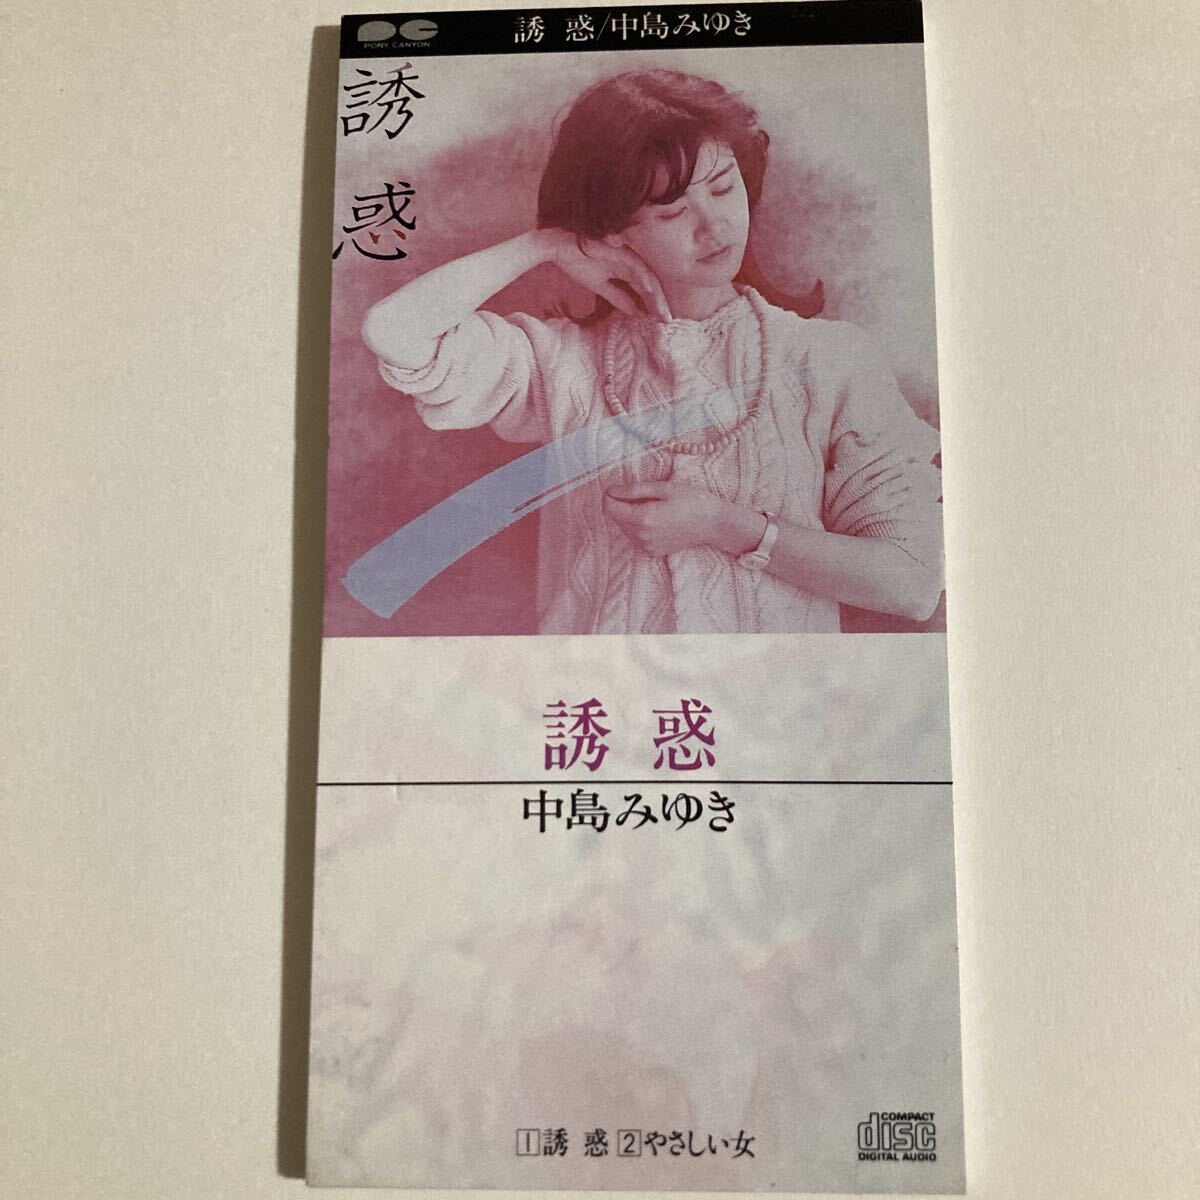 PONY CANYON
誘 惑/中島みゆき
誘
惑
誘 惑
中島みゆき
1誘 惑 2やさしい女
COMPACT
disc
DIGITAL AUDIO